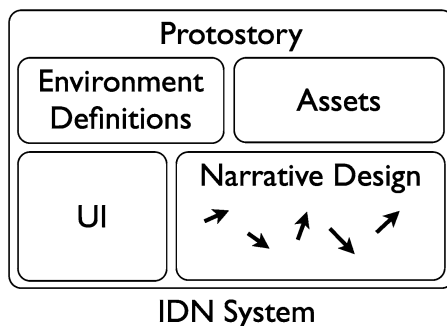 Protostory
Environment
Definitions
Assets
UI
Narrative Design
IDN System